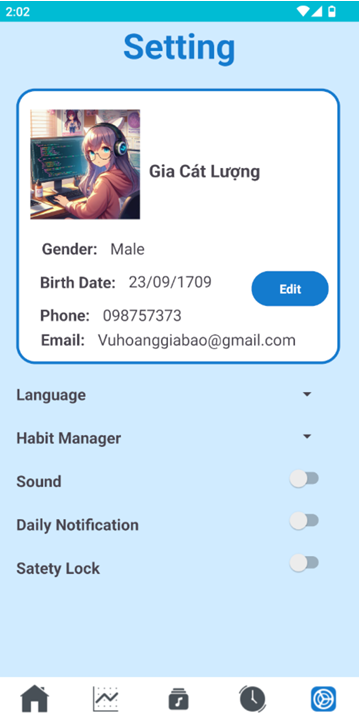 2:02
Setting
Gia Cát Lượng
Gender: Male
Birth Date: 23/09/1709
Edit
Phone: 098757373
Email: Vuhoanggiabao@gmail.com
Language
Habit Manager
Sound
Daily Notification
Satety Lock